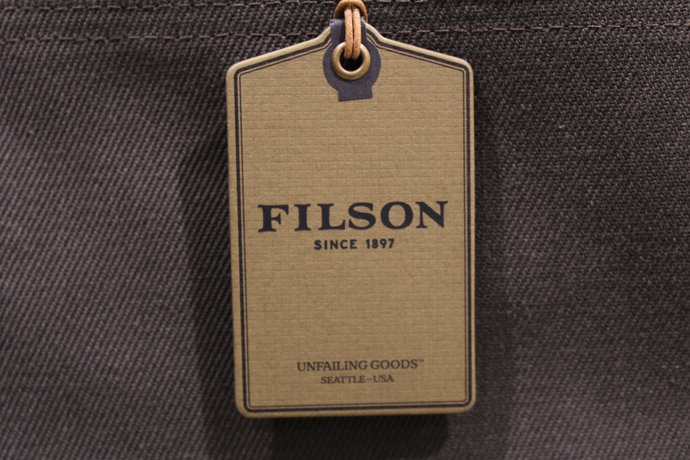 FILSON
SINCE 1897
UNFAILING GOODS™
SEATTLE–USA